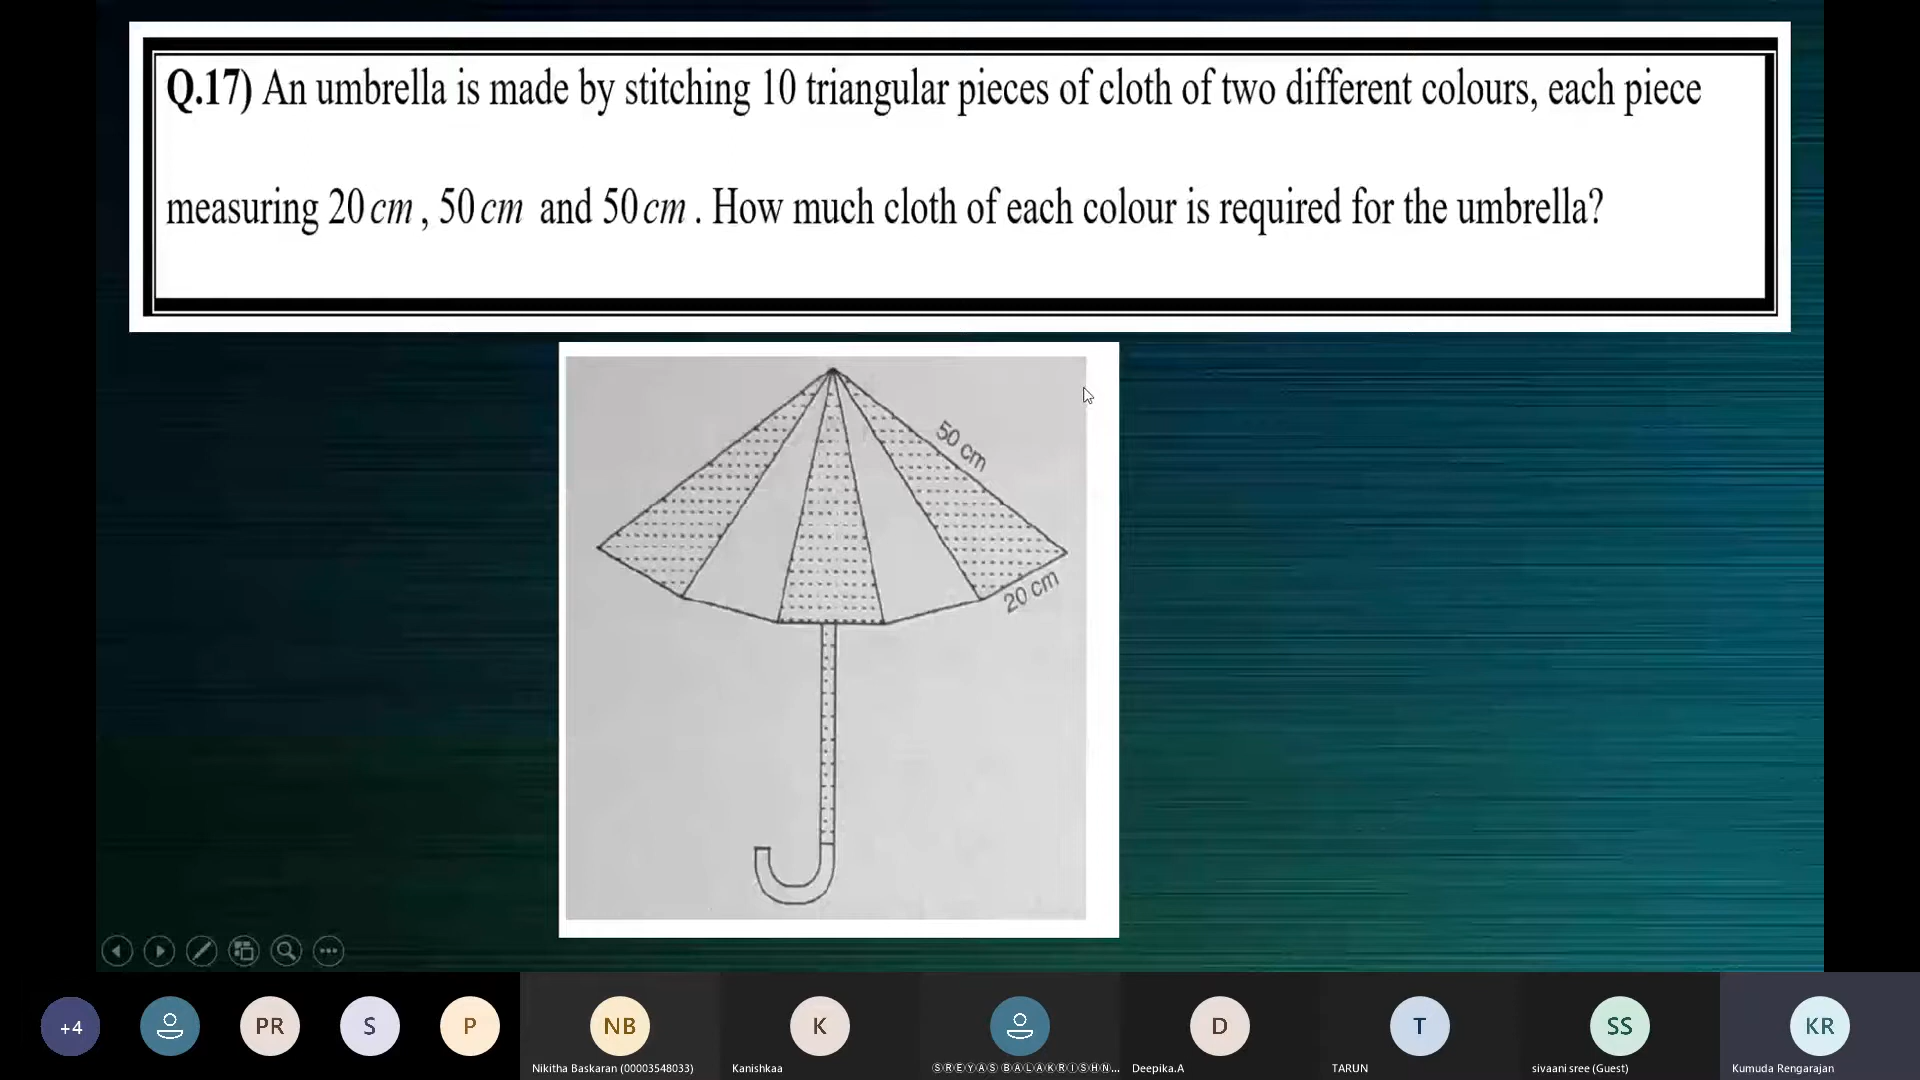 Q.17) An umbrella is made by stitching 10 triangular pieces of cloth of two different colours, each piece
measuring 20 cm , 50 cm and 50 cm . How much cloth of each colour is required for the umbrella?
50 cm
20 cm
+4
PR
S
P
NB
K
D
T
SS
KR
Nikitha Baskaran (00003548033)
Kanishkaa
ⓈⓇⒺⓎⒶⓈ ⒷⒶⓁⒶⓀⓇⒾⓈⒽⓃ...
Deepika.A
TARUN
sivaani sree (Guest)
Kumuda Rengarajan